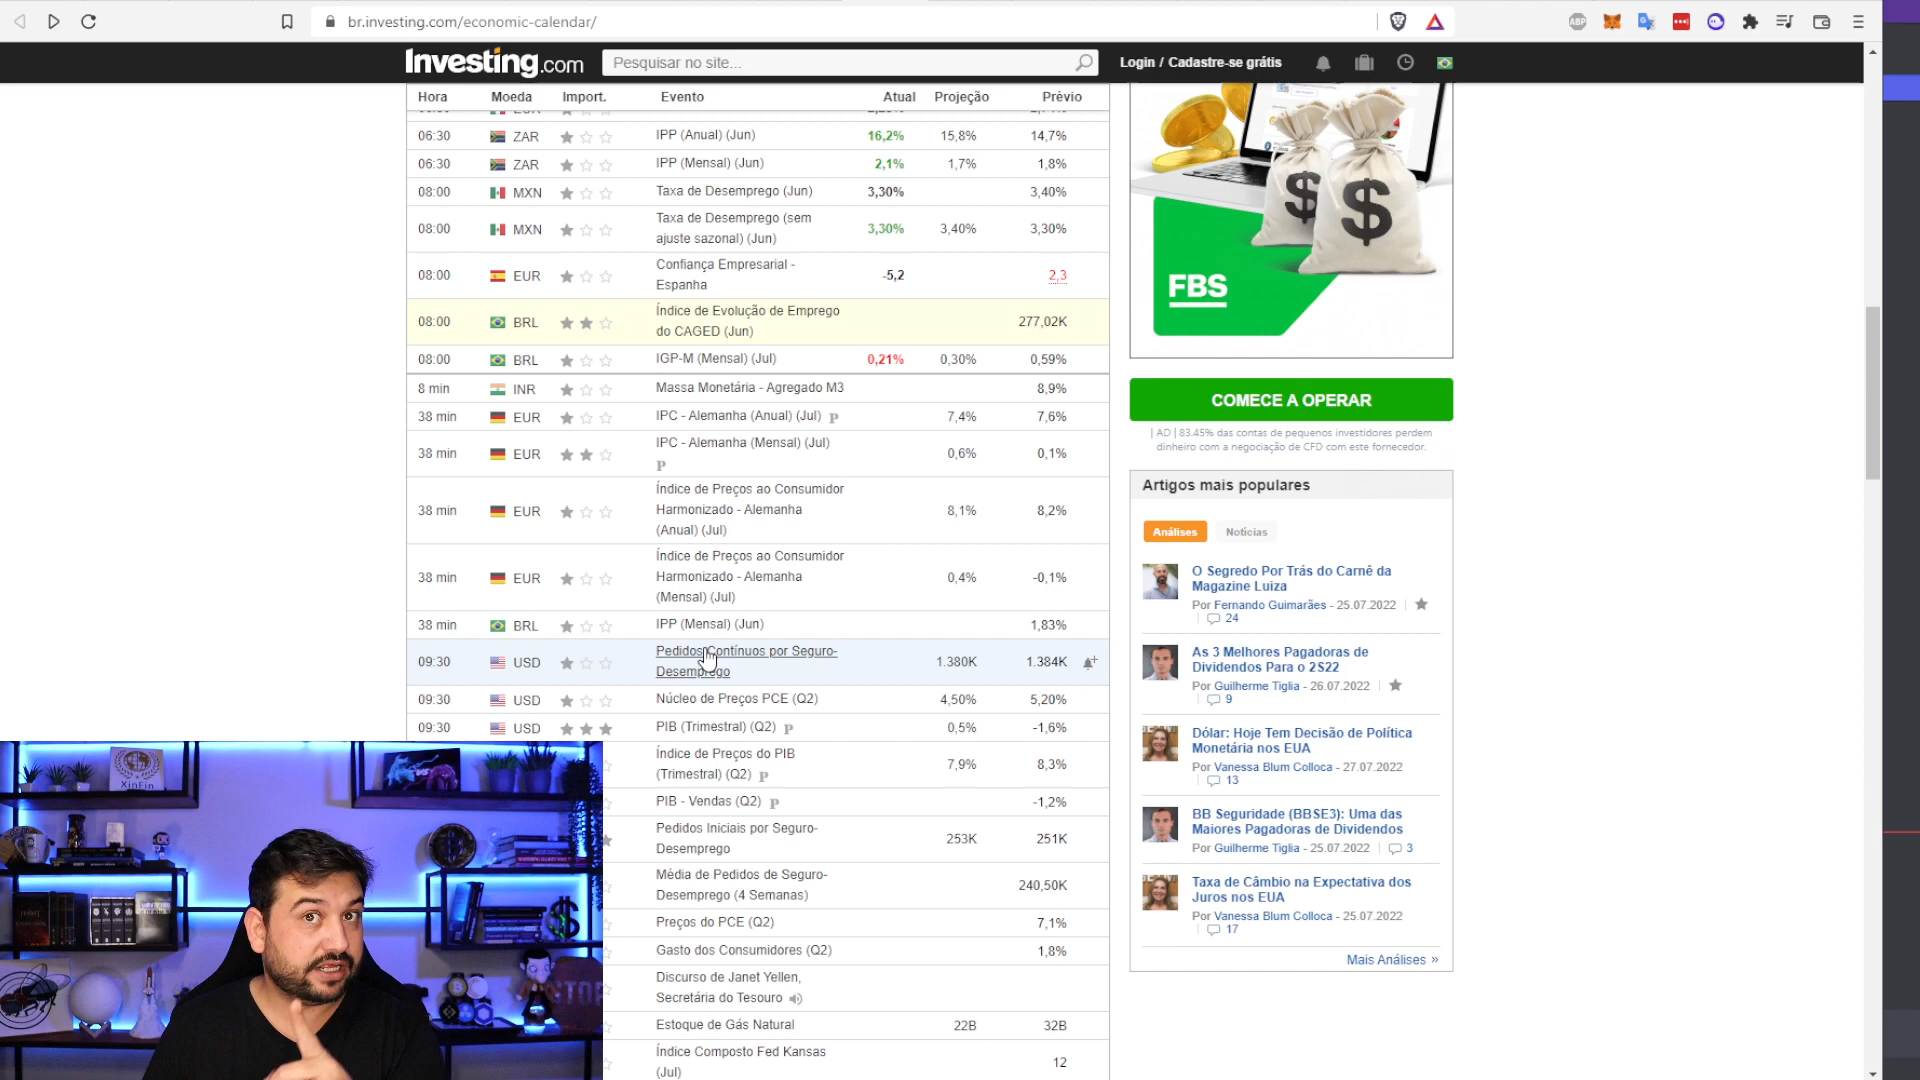 br.investing.com/economic-calendar/
ABP
Investing.com
Pesquisar no site...
Login / Cadastre-se grátis
Hora Moeda Import. Evento Atual Projeção Prévio
06:30 ZAR IPP (Anual) (Jun) 16,2% 15,8% 14,7%
06:30 ZAR IPP (Mensal) (Jun) 2,1% 1,7% 1,8%
08:00 MXN Taxa de Desemprego (Jun) 3,30% 3,40%
08:00 MXN Taxa de Desemprego (sem
ajuste sazonal) (Jun) 3,30% 3,40% 3,30%
08:00 EUR Confiança Empresarial -
Espanha -5,2 2,3
08:00 BRL Índice de Evolução de Emprego
do CAGED (Jun) 277,02K
08:00 BRL IGP-M (Mensal) (Jul) 0,21% 0,30% 0,59%
8 min INR Massa Monetária - Agregado M3 8,9%
38 min EUR IPC - Alemanha (Anual) (Jul) P 7,4% 7,6%
38 min EUR IPC - Alemanha (Mensal) (Jul)
P 0,6% 0,1%
38 min EUR Índice de Preços ao Consumidor
Harmonizado - Alemanha
(Anual) (Jul) 8,1% 8,2%
38 min EUR Índice de Preços ao Consumidor
Harmonizado - Alemanha
(Mensal) (Jul) 0,4% -0,1%
38 min BRL IPP (Mensal) (Jun) 1,83%
09:30 USD Pedidos Contínuos por Seguro-
Desemprego 1.380K 1.384K
09:30 USD Núcleo de Preços PCE (Q2) 4,50% 5,20%
09:30 USD PIB (Trimestral) (Q2) P 0,5% -1,6%
Índice de Preços do PIB
(Trimestral) (Q2) P 7,9% 8,3%
PIB - Vendas (Q2) P -1,2%
Pedidos Iniciais por Seguro-
Desemprego 253K 251K
Média de Pedidos de Seguro-
Desemprego (4 Semanas) 240,50K
Preços do PCE (Q2) 7,1%
Gasto dos Consumidores (Q2) 1,8%
Discurso de Janet Yellen,
Secretária do Tesouro
Estoque de Gás Natural 22B 32B
Índice Composto Fed Kansas
(Jul) 12
$ $
FBS
COMECE A OPERAR
| AD | 83.45% das contas de pequenos investidores perdem
dinheiro com a negociação de CFD com este fornecedor.
Artigos mais populares
Análises Notícias
O Segredo Por Trás do Carnê da
Magazine Luiza
Por Fernando Guimarães - 25.07.2022
24
As 3 Melhores Pagadoras de
Dividendos Para o 2S22
Por Guilherme Tiglia - 26.07.2022
9
Dólar: Hoje Tem Decisão de Política
Monetária nos EUA
Por Vanessa Blum Colloca - 27.07.2022
13
BB Seguridade (BBSE3): Uma das
Maiores Pagadoras de Dividendos
Por Guilherme Tiglia - 25.07.2022 3
Taxa de Câmbio na Expectativa dos
Juros nos EUA
Por Vanessa Blum Colloca - 25.07.2022
17
Mais Análises »
XinFin